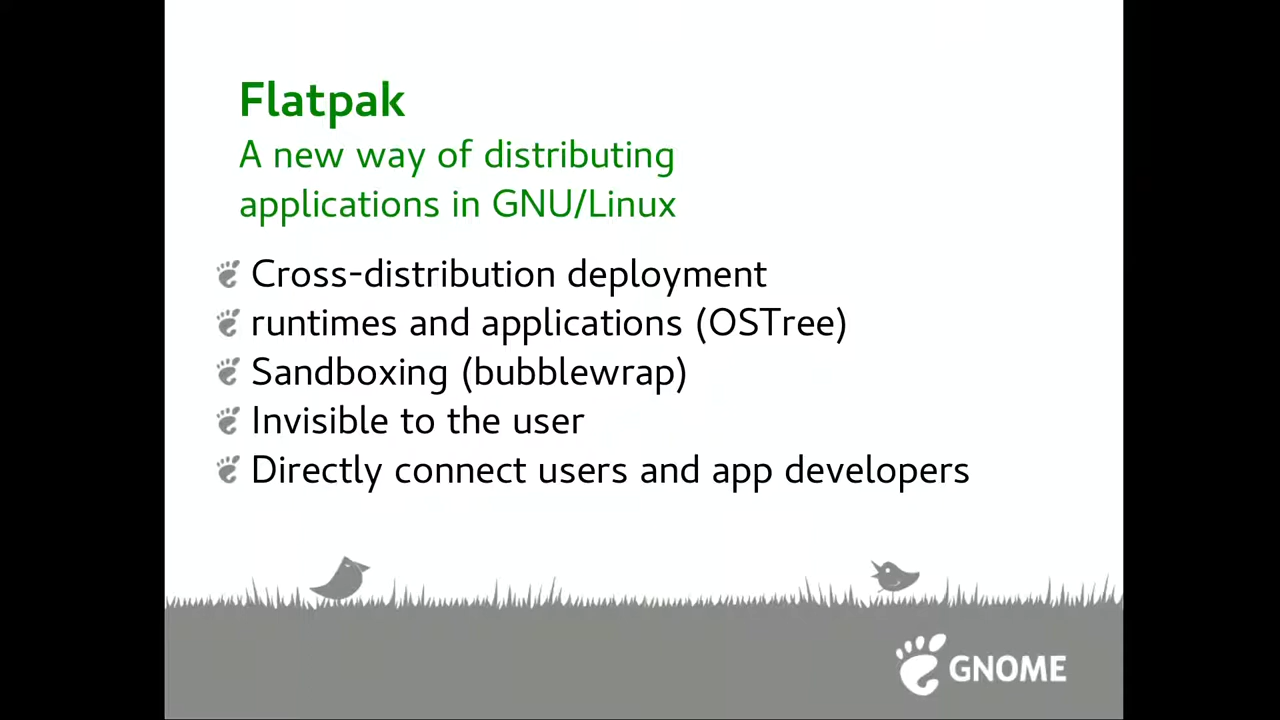 Flatpak
A new way of distributing
applications in GNU/Linux
Cross-distribution deployment
runtimes and applications (OSTree)
Sandboxing (bubblewrap)
Invisible to the user
Directly connect users and app developers
GNOME